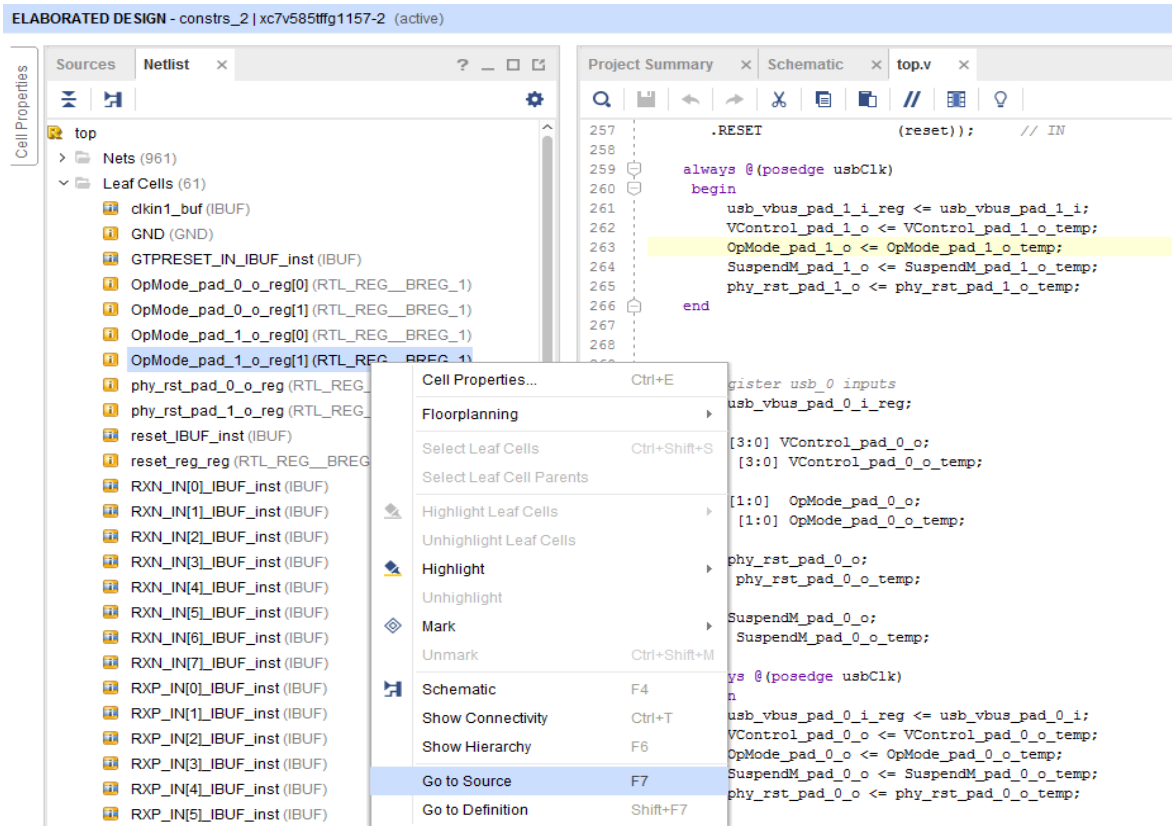 ELABORATED DESIGN - constrs_2 | xc7v585tffg1157-2 (active)
Cell Properties
Sources Netlist × ? _
top
Nets (961)
Leaf Cells (61)
clkin1_buf (IBUF)
GND (GND)
GTPRESET_IN_IBUF_inst (IBUF)
OpMode_pad_0_o_reg[0] (RTL_REG__BREG_1)
OpMode_pad_0_o_reg[1] (RTL_REG__BREG_1)
OpMode_pad_1_o_reg[0] (RTL_REG__BREG_1)
OpMode_pad_1_o_reg[1] (RTL_REG__BREG_1)
phy_rst_pad_0_o_reg (RTL_REG_
phy_rst_pad_1_o_reg (RTL_REG_
reset_IBUF_inst (IBUF)
reset_reg_reg (RTL_REG__BREG
RXN_IN[0]_IBUF_inst (IBUF)
RXN_IN[1]_IBUF_inst (IBUF)
RXN_IN[2]_IBUF_inst (IBUF)
RXN_IN[3]_IBUF_inst (IBUF)
RXN_IN[4]_IBUF_inst (IBUF)
RXN_IN[5]_IBUF_inst (IBUF)
RXN_IN[6]_IBUF_inst (IBUF)
RXN_IN[7]_IBUF_inst (IBUF)
RXP_IN[0]_IBUF_inst (IBUF)
RXP_IN[1]_IBUF_inst (IBUF)
RXP_IN[2]_IBUF_inst (IBUF)
RXP_IN[3]_IBUF_inst (IBUF)
RXP_IN[4]_IBUF_inst (IBUF)
RXP_IN[5]_IBUF_inst (IBUF)
Cell Properties... Ctrl+E
Floorplanning
Select Leaf Cells Ctrl+Shift+S
Select Leaf Cell Parents
Highlight Leaf Cells
Unhighlight Leaf Cells
Highlight
Unhighlight
Mark
Unmark Ctrl+Shift+M
Schematic F4
Show Connectivity Ctrl+T
Show Hierarchy F6
Go to Source F7
Go to Definition Shift+F7
Project Summary × Schematic × top.v ×
257 .RESET (reset)); // IN
258
259 always @(posedge usbClk)
260 begin
261 usb_vbus_pad_1_i_reg <= usb_vbus_pad_1_i;
262 VControl_pad_1_o <= VControl_pad_1_o_temp;
263 OpMode_pad_1_o <= OpMode_pad_1_o_temp;
264 SuspendM_pad_1_o <= SuspendM_pad_1_o_temp;
265 phy_rst_pad_1_o <= phy_rst_pad_1_o_temp;
266 end
267
268
gister usb_0 inputs
usb_vbus_pad_0_i_reg;
[3:0] VControl_pad_0_o;
[3:0] VControl_pad_0_o_temp;
[1:0] OpMode_pad_0_o;
[1:0] OpMode_pad_0_o_temp;
phy_rst_pad_0_o;
phy_rst_pad_0_o_temp;
SuspendM_pad_0_o;
SuspendM_pad_0_o_temp;
ys @(posedge usbClk)
n
usb_vbus_pad_0_i_reg <= usb_vbus_pad_0_i;
VControl_pad_0_o <= VControl_pad_0_o_temp;
OpMode_pad_0_o <= OpMode_pad_0_o_temp;
SuspendM_pad_0_o <= SuspendM_pad_0_o_temp;
phy_rst_pad_0_o <= phy_rst_pad_0_o_temp;